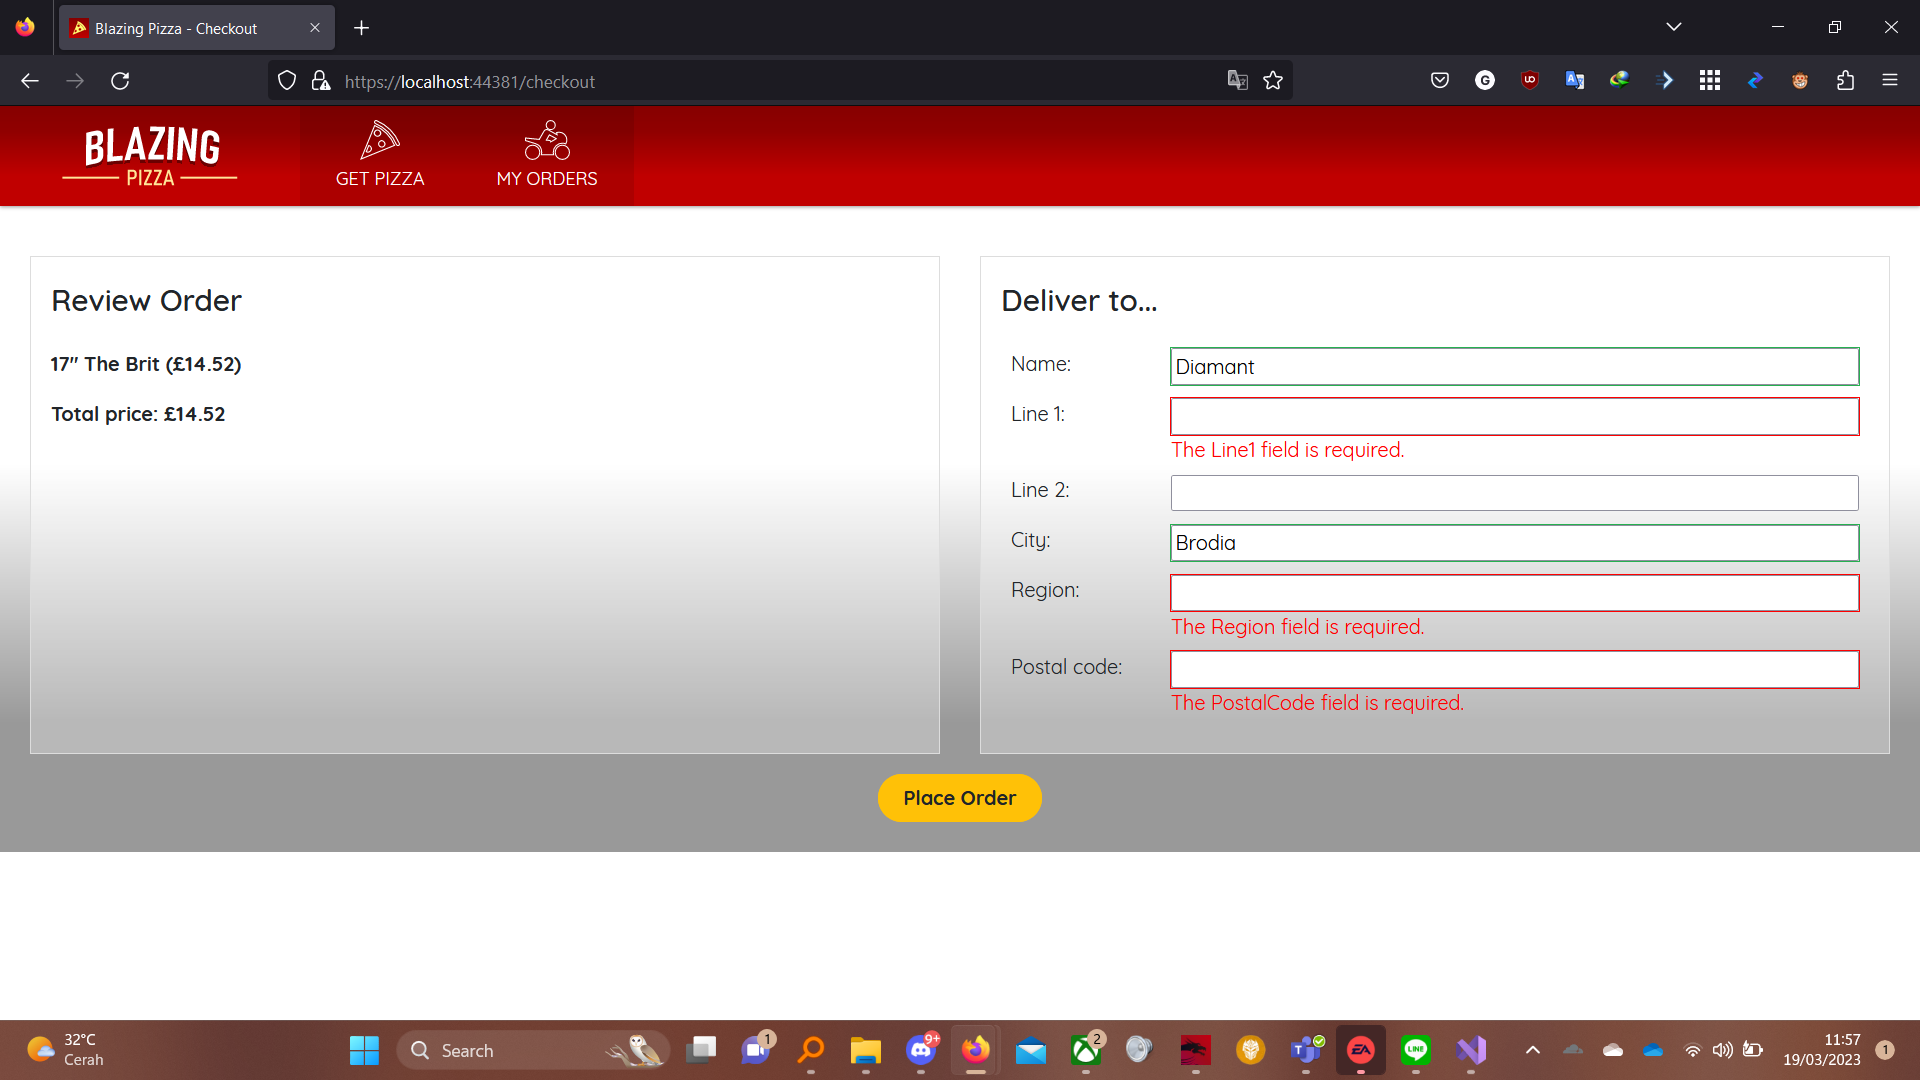 Blazing Pizza - Checkout
https://localhost:44381/checkout
BLAZING
PIZZA
GET PIZZA
MY ORDERS
Review Order
17" The Brit (£14.52)
Total price: £14.52
Deliver to...
Name:
Diamant
Line 1:
The Line1 field is required.
Line 2:
City:
Brodia
Region:
The Region field is required.
Postal code:
The PostalCode field is required.
Place Order
32°C
Cerah
Search
1
9+
2
EA
LINE
11:57
19/03/2023
1